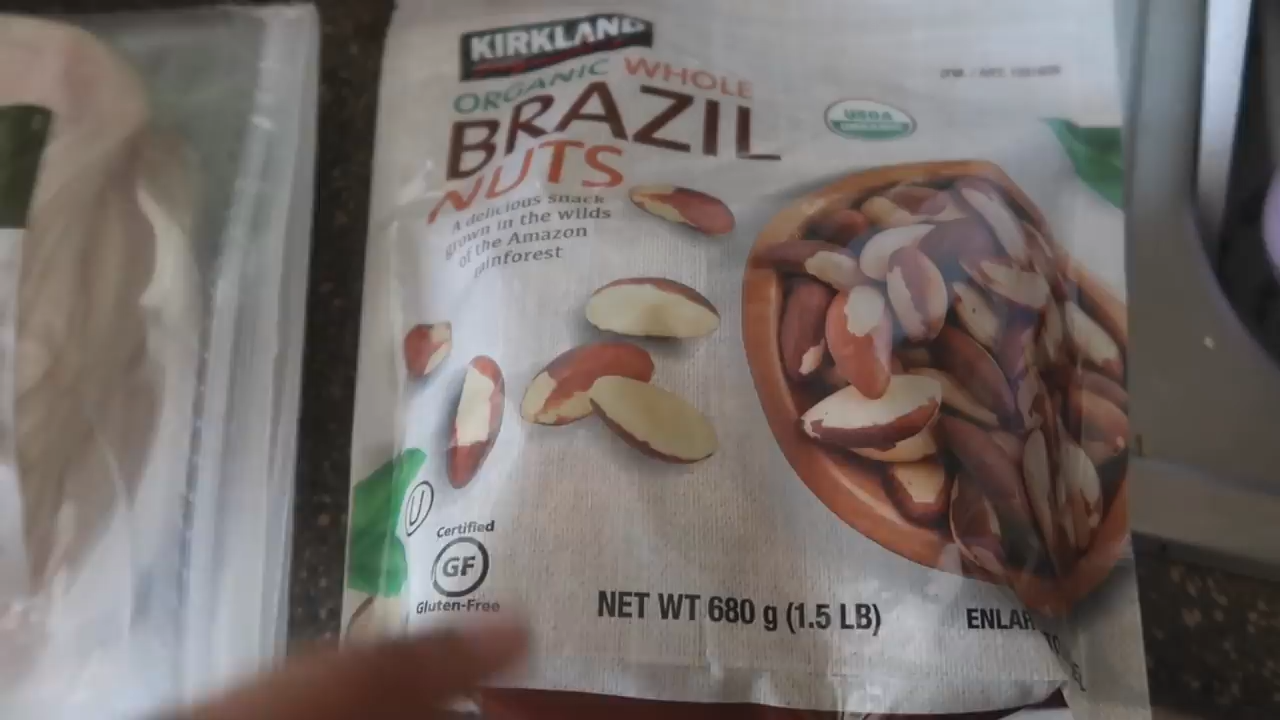 KIRKLAND
ORGANIC WHOLE
BRAZIL
NUTS
A delicious snack
grown in the wilds
of the Amazon
rainforest
USDA
ORGANIC
U
Certified
GF
Gluten-Free
NET WT 680 g (1.5 LB)